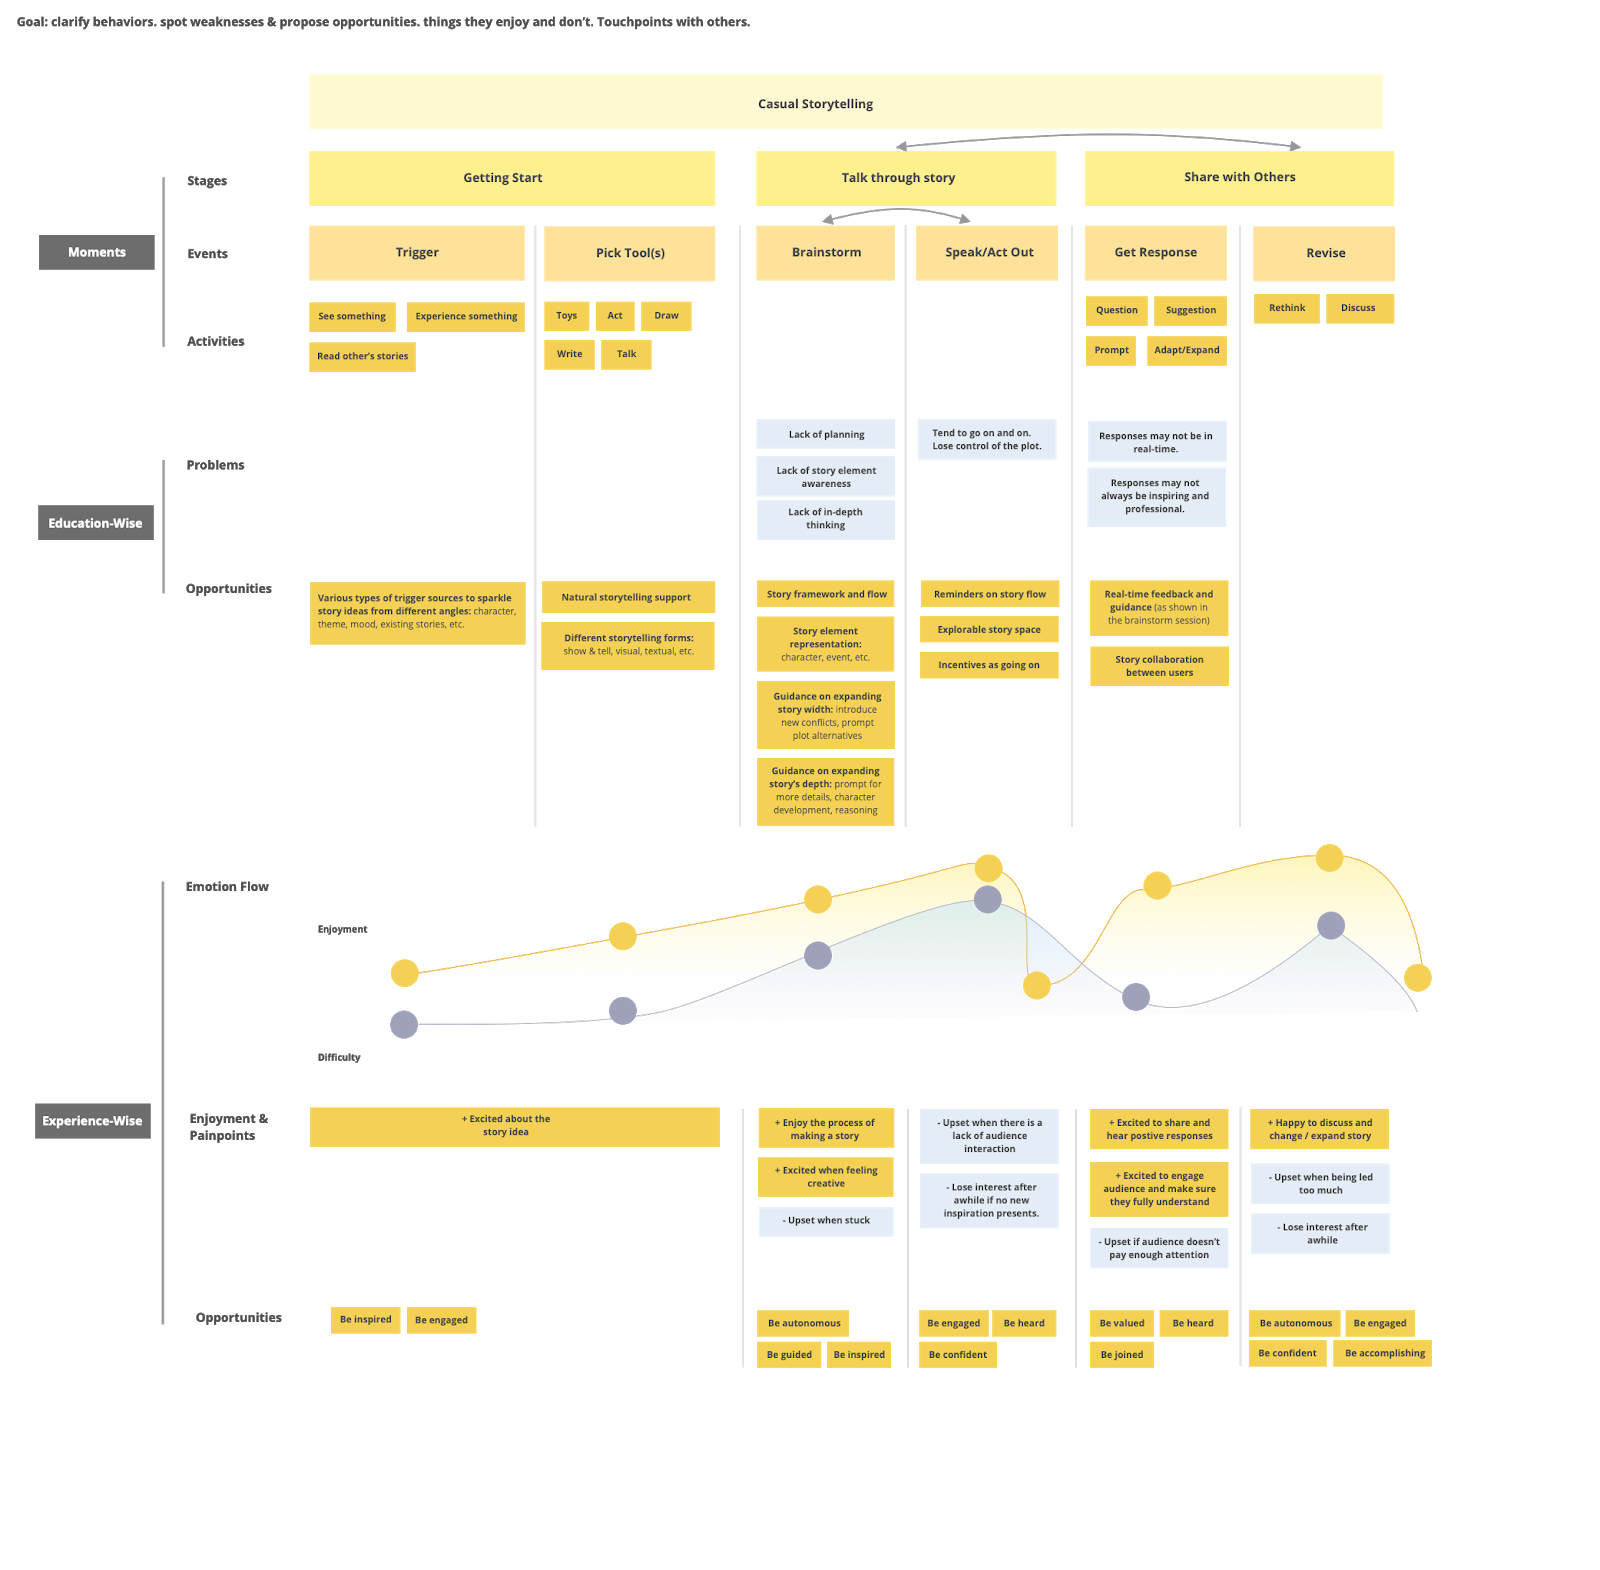 Goal: clarify behaviors. spot weaknesses & propose opportunities. things they enjoy and don't. Touchpoints with others.
Casual Storytelling
Stages
Getting Start
Talk through story
Share with Others
Moments
Events
Trigger
Pick Tool(s)
Brainstorm
Speak/Act Out
Get Response
Revise
Activities
See something
Experience something
Read other's stories
Toys
Act
Draw
Write
Talk
Question
Suggestion
Prompt
Adapt/Expand
Rethink
Discuss
Education-Wise
Problems
Lack of planning
Lack of story element
awareness
Lack of in-depth
thinking
Tend to go on and on.
Lose control of the plot.
Responses may not be in
real-time.
Responses may not
always be inspiring and
professional.
Opportunities
Various types of trigger sources to sparkle
story ideas from different angles: character,
theme, mood, existing stories, etc.
Natural storytelling support
Different storytelling forms:
show & tell, visual, textual, etc.
Story framework and flow
Story element
representation:
character, event, etc.
Guidance on expanding
story width: introduce
new conflicts, prompt
plot alternatives
Guidance on expanding
story's depth: prompt for
more details, character
development, reasoning
Reminders on story flow
Explorable story space
Incentives as going on
Real-time feedback and
guidance (as shown in
the brainstorm session)
Story collaboration
between users
Emotion Flow
Enjoyment
Difficulty
Experience-Wise
Enjoyment &
Painpoints
+ Excited about the
story idea
+ Enjoy the process of
making a story
+ Excited when feeling
creative
- Upset when stuck
- Upset when there is a
lack of audience
interaction
- Lose interest after
awhile if no new
inspiration presents.
+ Excited to share and
hear postive responses
+ Excited to engage
audience and make sure
they fully understand
- Upset if audience doesn't
pay enough attention
+ Happy to discuss and
change / expand story
- Upset when being led
too much
- Lose interest after
awhile
Opportunities
Be inspired
Be engaged
Be autonomous
Be guided
Be inspired
Be engaged
Be heard
Be confident
Be valued
Be heard
Be joined
Be autonomous
Be engaged
Be confident
Be accomplishing